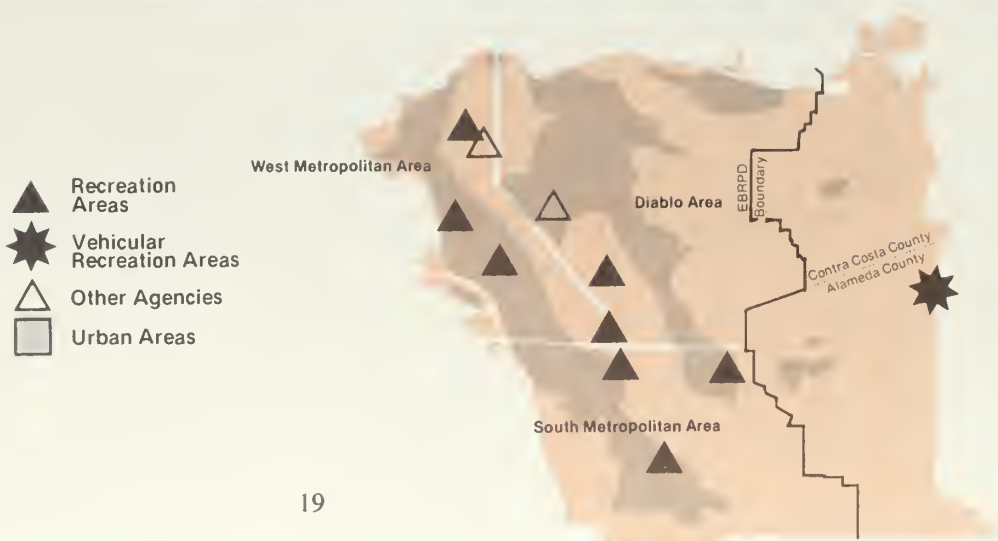 West Metropolitan Area
Recreation
Areas
Vehicular
Recreation Areas
Other Agencies
Urban Areas
Diablo Area
EBRPD
Boundary
Contra Costa County
Alameda County
South Metropolitan Area
19